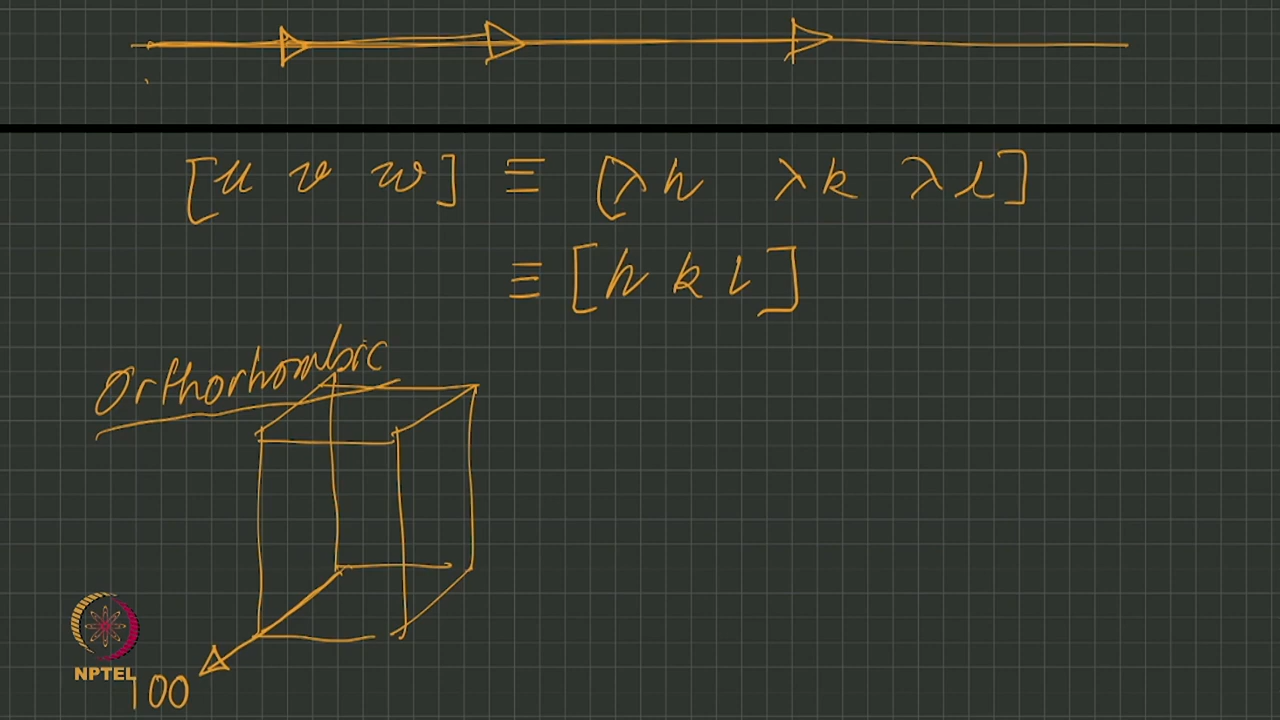 [u v w] ≡ [λh λk λl]
≡ [h k l]
Orthorhombic
NPTEL
100